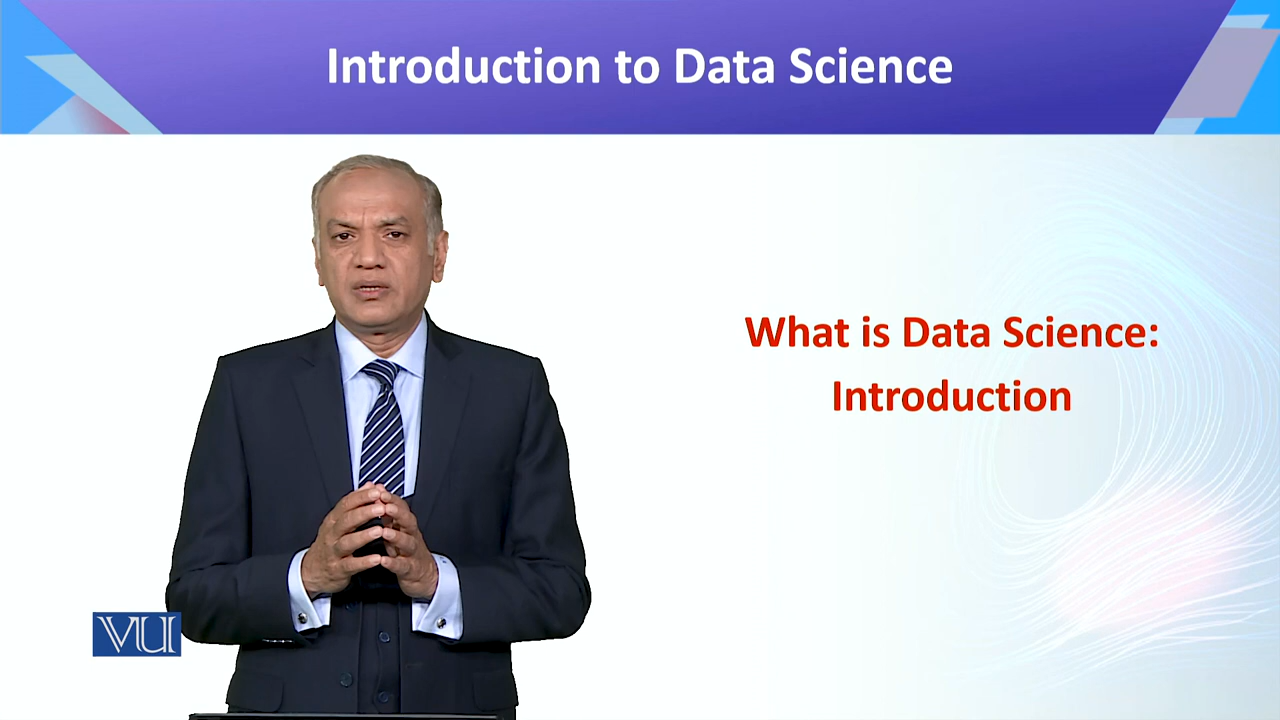 Introduction to Data Science
What is Data Science:
Introduction
VU